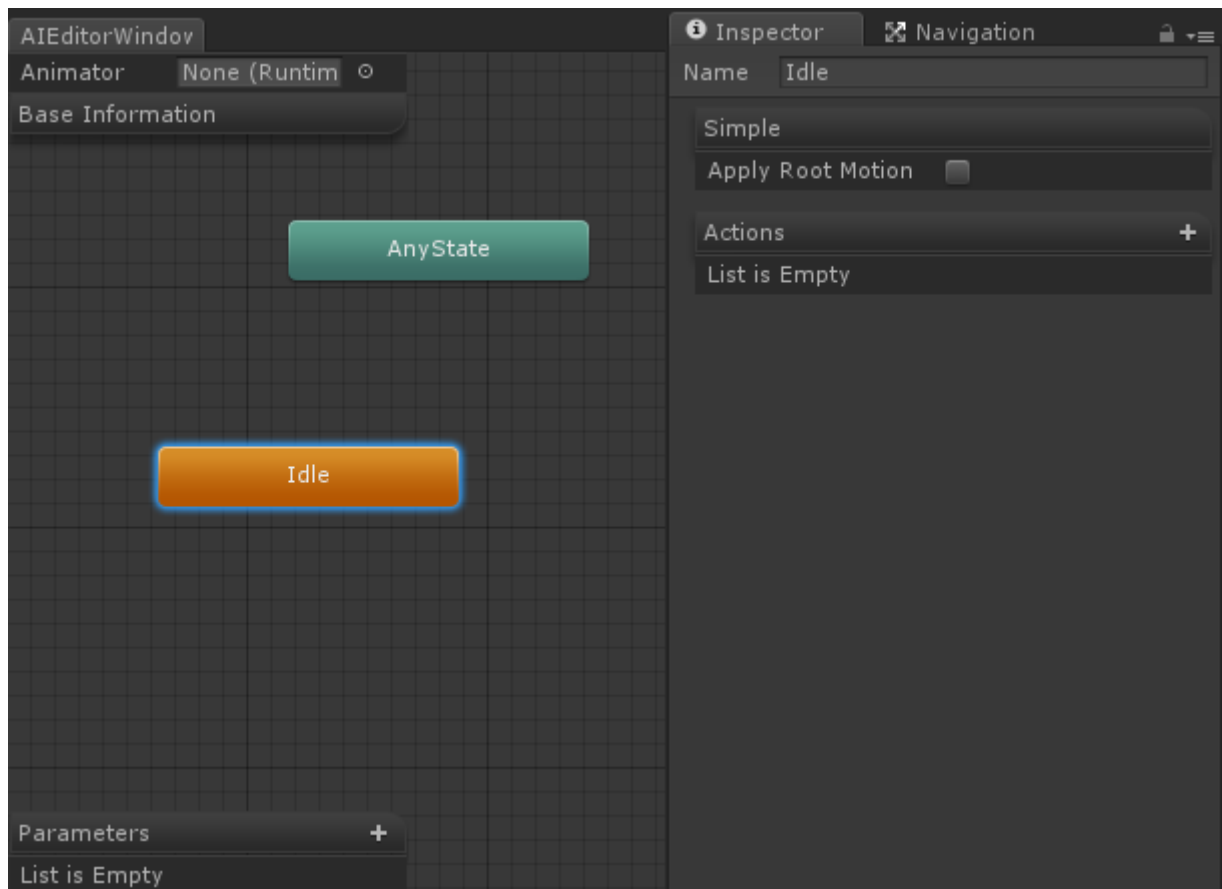 AIEditorWindov
Animator None (Runtim
Base Information
AnyState
Idle
Parameters +
List is Empty
Inspector Navigation
Name Idle
Simple
Apply Root Motion
Actions +
List is Empty